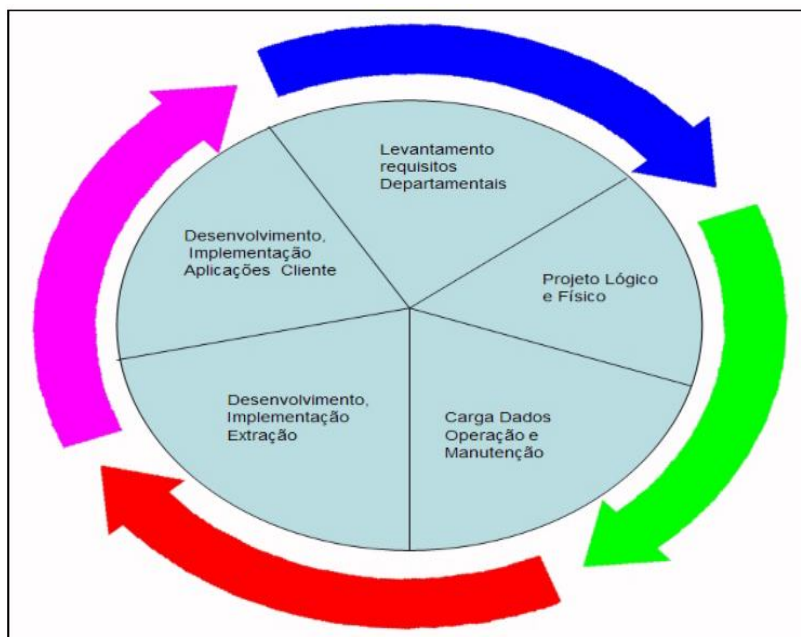 Levantamento
requisitos
Departamentais
Projeto Lógico
e Físico
Carga Dados
Operação e
Manutenção
Desenvolvimento,
Implementação
Extração
Desenvolvimento,
Implementação
Aplicações Cliente